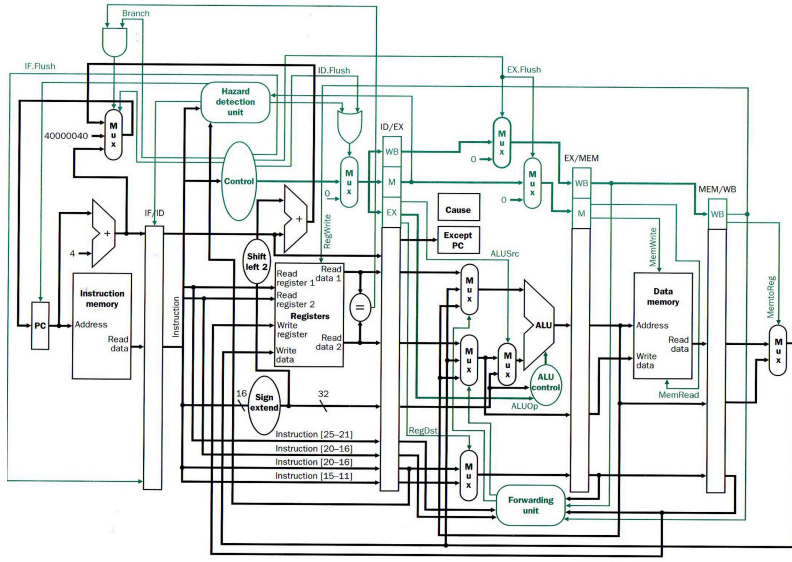 Branch
IF.Flush
ID.Flush
EX.Flush
Hazard
detection
unit
ID/EX
M
u
x
40000040
M
u
x
WB
EX/MEM
Control
M
u
x
0
M
u
x
WB
MEM/WB
0
M
0
M
WB
EX
Cause
IF/ID
+
+
RegWrite
Except
PC
4
Shift
left 2
ALUSrc
MemWrite
MemtoReg
Instruction
memory
PC
Address
Read
data
Instruction
Read
register 1
Read
data 1
Read
register 2
Registers
Write
register
Read
data 2
Write
data
=
M
u
x
M
u
x
M
u
x
ALU
Data
memory
Address
Read
data
Write
data
M
u
x
16
Sign
extend
32
ALU
control
ALUOp
MemRead
RegDst
Instruction [25–21]
Instruction [20–16]
Instruction [20–16]
Instruction [15–11]
M
u
x
Forwarding
unit